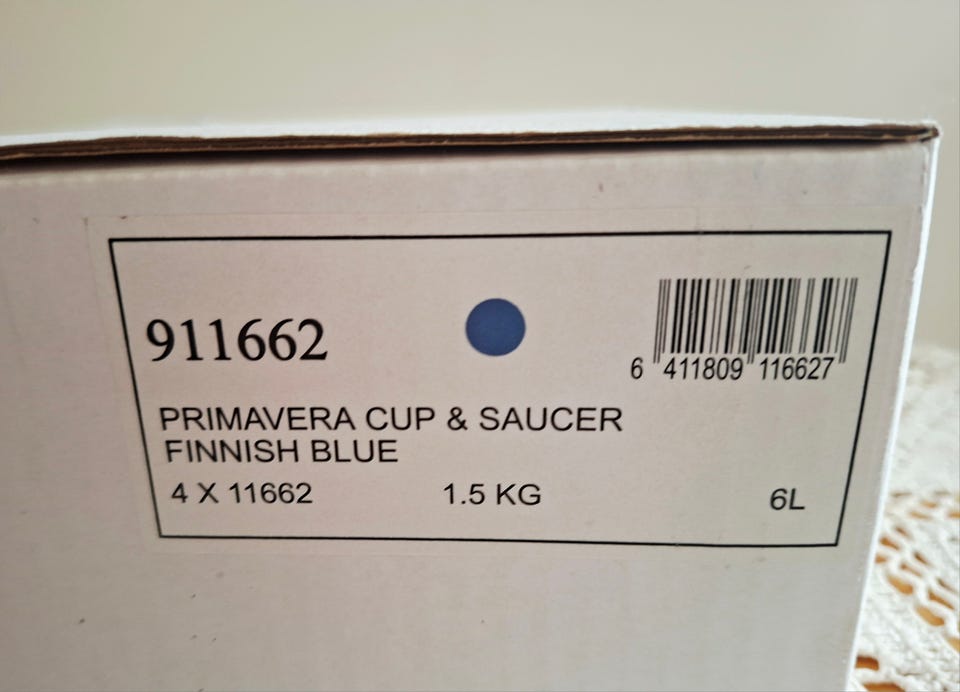 911662
6 411809 116627
PRIMAVERA CUP & SAUCER
FINNISH BLUE
4 X 11662 1.5 KG 6L